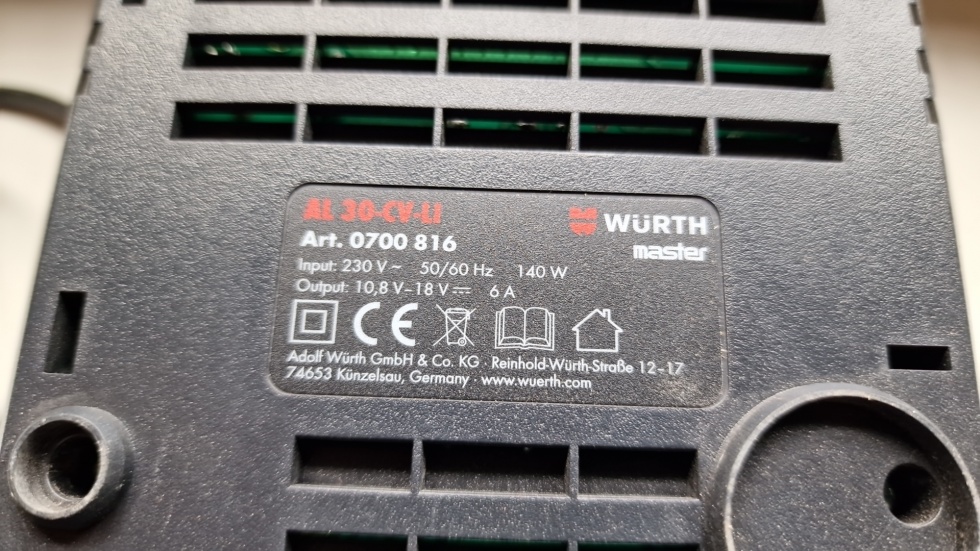 AL 30-CV-LI
WÜRTH
Art. 0700 816
master
Input: 230 V ~ 50/60 Hz 140 W
Output: 10,8 V–18 V ⎓ 6 A
CE
Adolf Würth GmbH & Co. KG · Reinhold-Würth-Straße 12–17
74653 Künzelsau, Germany · www.wuerth.com